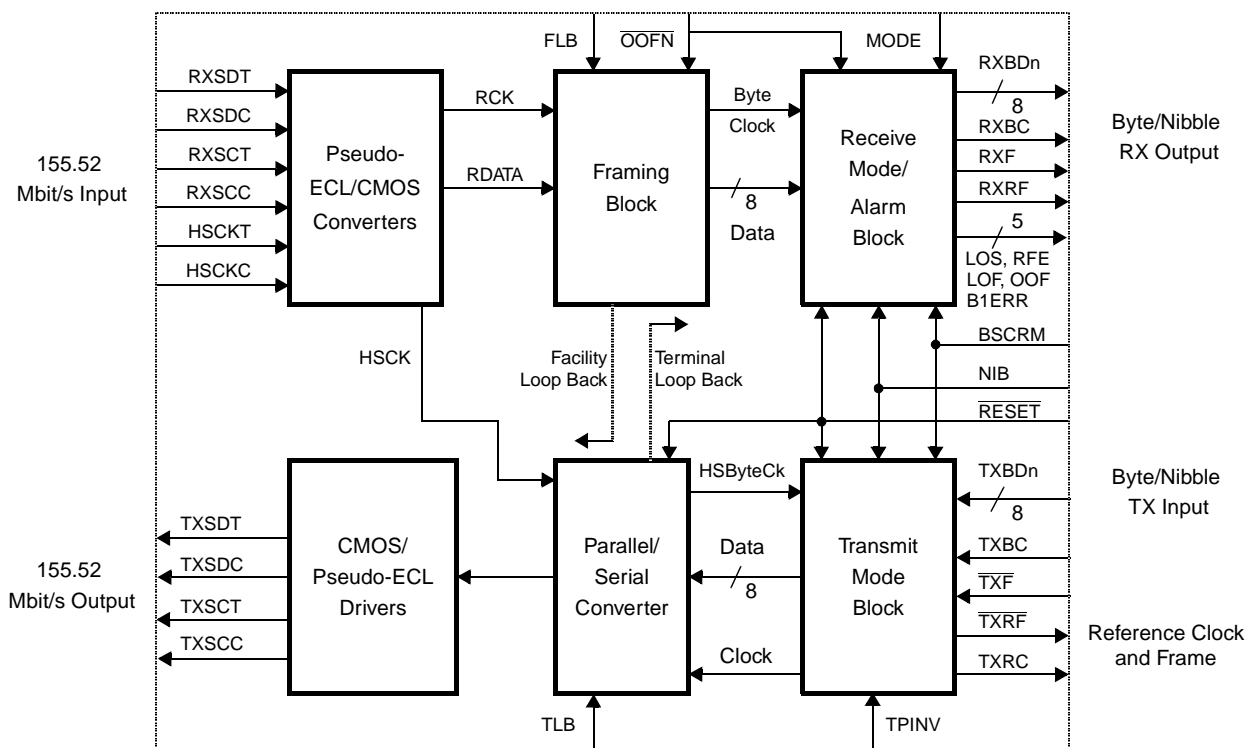 FLB
OOFN
MODE
RXSDT
RXSDC
RXSCT
RXSCC
HSCKT
HSCKC
155.52
Mbit/s Input
Pseudo-
ECL/CMOS
Converters
RCK
RDATA
Framing
Block
Byte
Clock
8
Data
Receive
Mode/
Alarm
Block
RXBDn
8
RXBC
RXF
RXRF
5
LOS, RFE
LOF, OOF
B1ERR
Byte/Nibble
RX Output
HSCK
Facility
Loop Back
Terminal
Loop Back
BSCRM
NIB
RESET
TXSDT
TXSDC
TXSCT
TXSCC
155.52
Mbit/s Output
CMOS/
Pseudo-ECL
Drivers
Parallel/
Serial
Converter
HSByteCk
Data
8
Clock
Transmit
Mode
Block
TXBDn
8
TXBC
TXF
TXRF
TXRC
Byte/Nibble
TX Input
Reference Clock
and Frame
TLB
TPINV